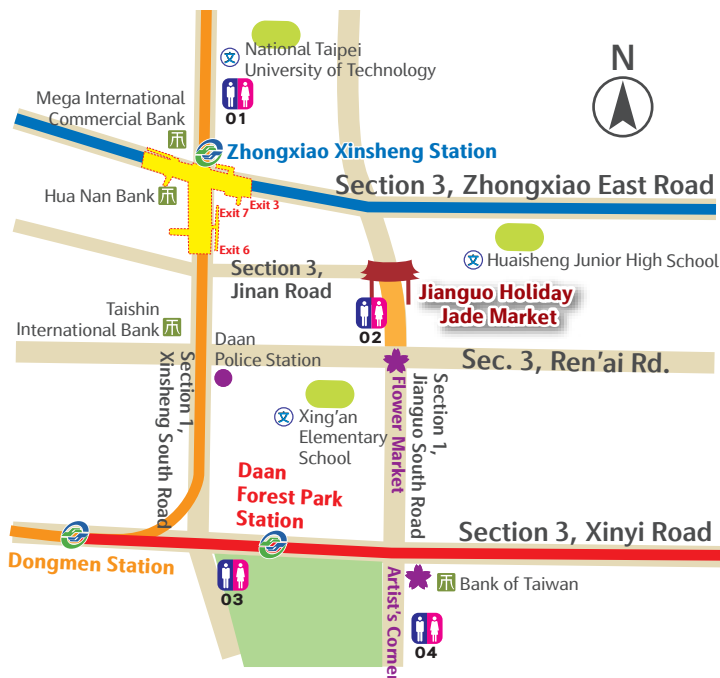 National Taipei
University of Technology
N
Mega International
Commercial Bank
01
Zhongxiao Xinsheng Station
Section 3, Zhongxiao East Road
Hua Nan Bank
Exit 3
Exit 7
Exit 6
文
Huaisheng Junior High School
Section 3,
Jinan Road
Jianguo Holiday
Jade Market
Taishin
International Bank
02
Daan
Police Station
Sec. 3, Ren'ai Rd.
Section 1,
Xinsheng South Road
Flower Market
Section 1,
Jianguo South Road
文
Xing'an
Elementary
School
Daan
Forest Park
Station
Section 3, Xinyi Road
Dongmen Station
03
Artist's Corner
Bank of Taiwan
04
文